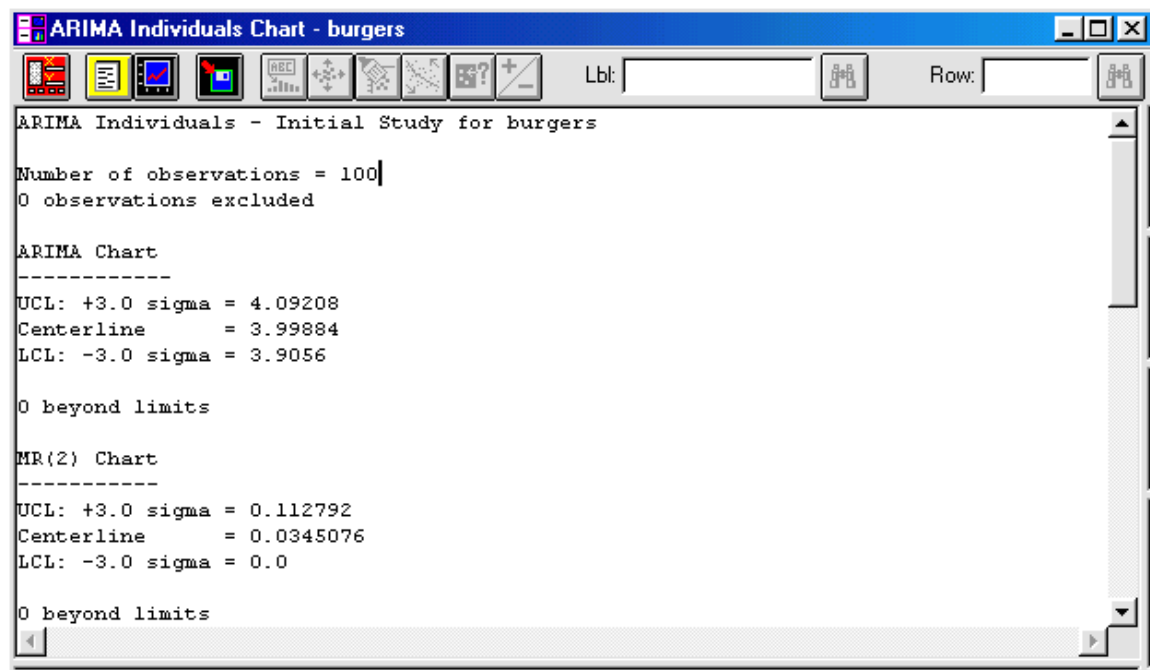 ARIMA Individuals Chart - burgers
ABC
Lbl:
Row:
ARIMA Individuals - Initial Study for burgers
Number of observations = 100
0 observations excluded
ARIMA Chart
------------
UCL: +3.0 sigma = 4.09208
Centerline      = 3.99884
LCL: -3.0 sigma = 3.9056
0 beyond limits
MR(2) Chart
-----------
UCL: +3.0 sigma = 0.112792
Centerline      = 0.0345076
LCL: -3.0 sigma = 0.0
0 beyond limits